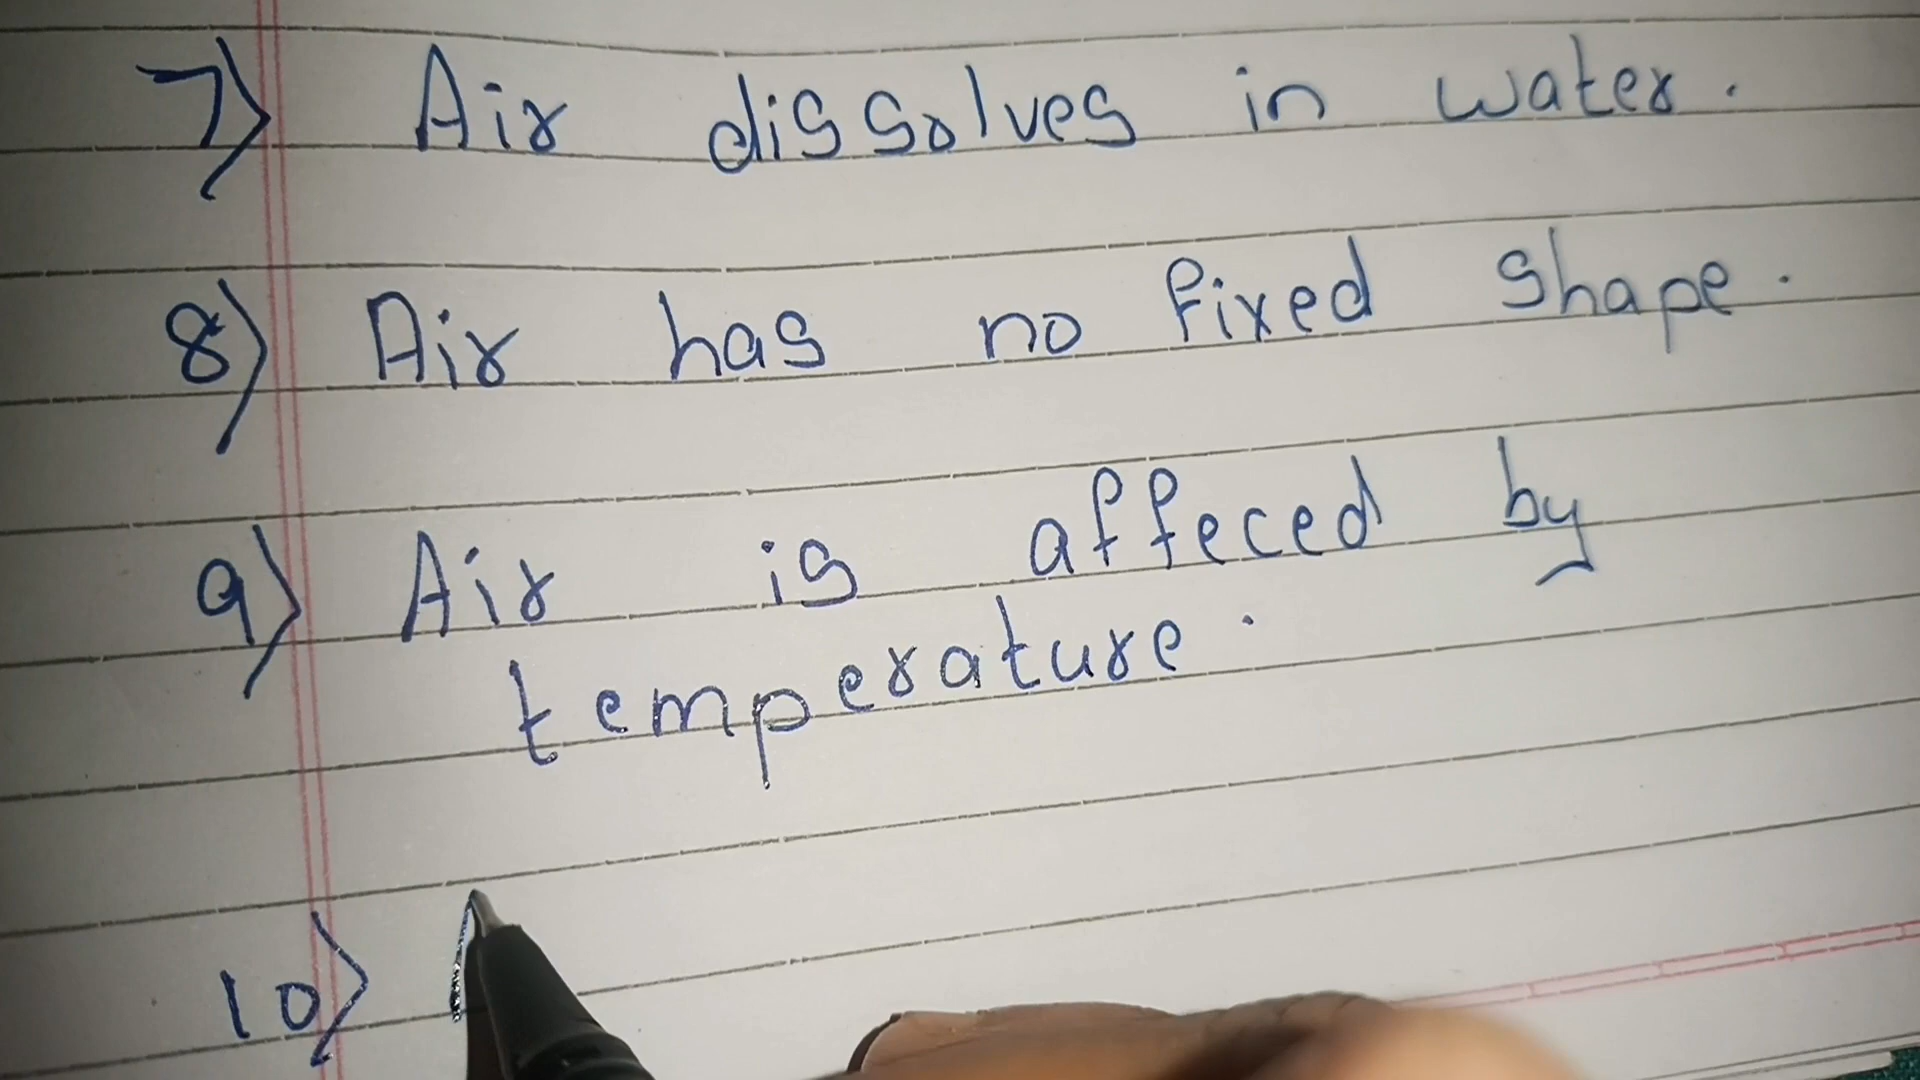 7) Air dissolves in water.
8) Air has no fixed shape.
9) Air is affeced by
temperature.
10)